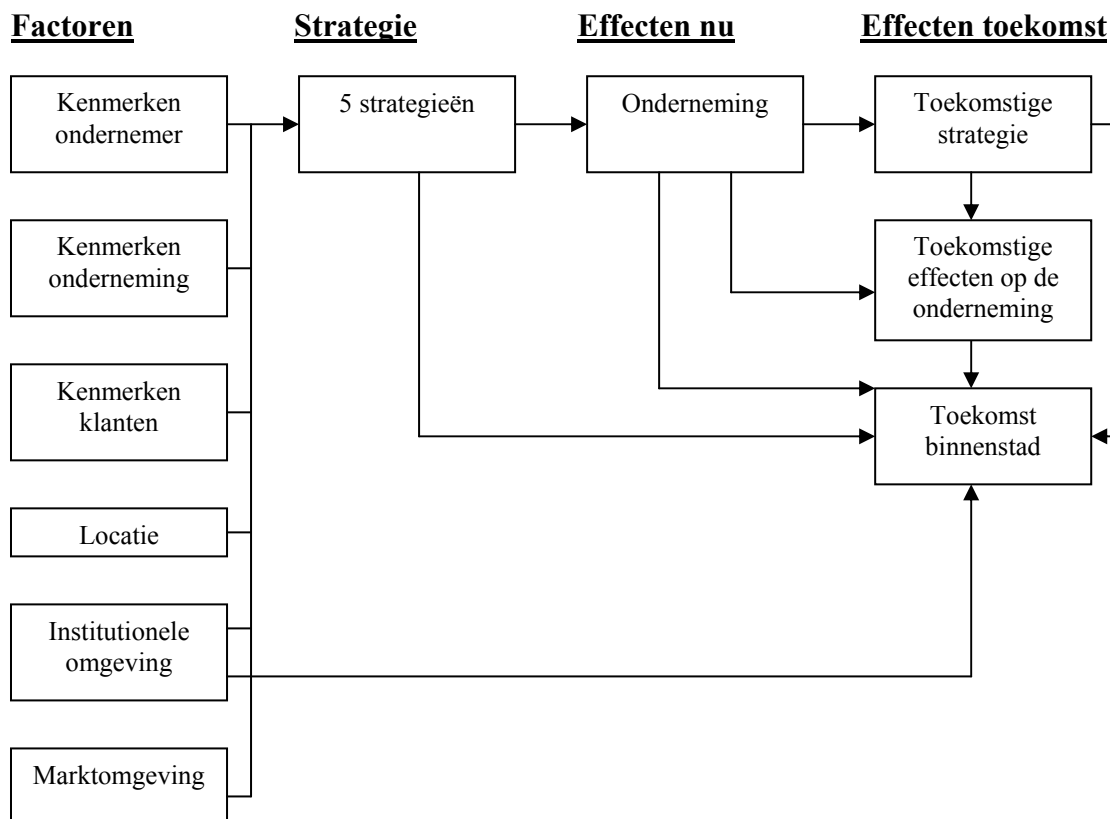 Factoren
Strategie
Effecten nu
Effecten toekomst
Kenmerken
ondernemer
5 strategieën
Onderneming
Toekomstige
strategie
Kenmerken
onderneming
Toekomstige
effecten op de
onderneming
Kenmerken
klanten
Toekomst
binnenstad
Locatie
Institutionele
omgeving
Marktomgeving